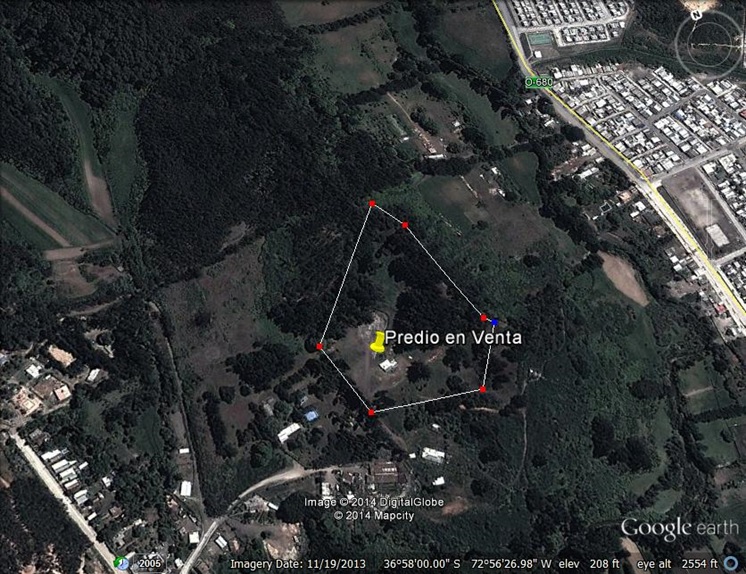 O-680
Predio en Venta
Image © 2014 DigitalGlobe
© 2014 Mapcity
Google earth
2005
Imagery Date: 11/19/2013 36°58'00.00" S 72°56'26.98" W elev 208 ft eye alt 2554 ft